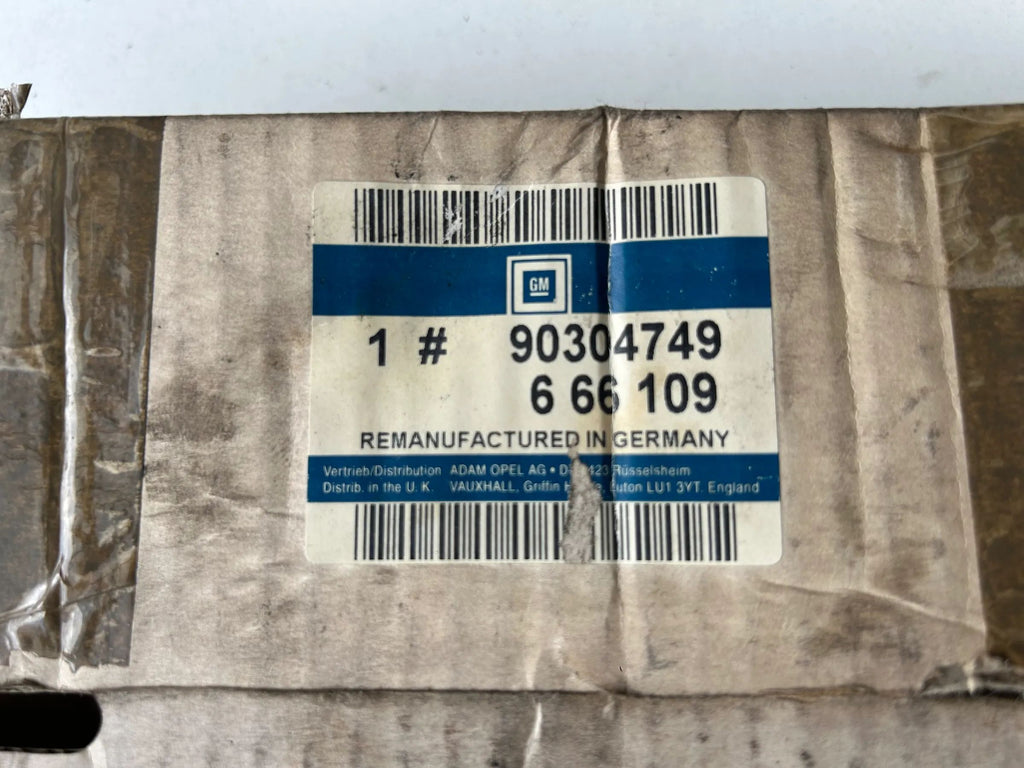 GM
1 # 90304749
6 66 109
REMANUFACTURED IN GERMANY
Vertrieb/Distribution ADAM OPEL AG • Rüsselsheim
Distrib. in the U. K. VAUXHALL, Griffin LU1 3YT. England